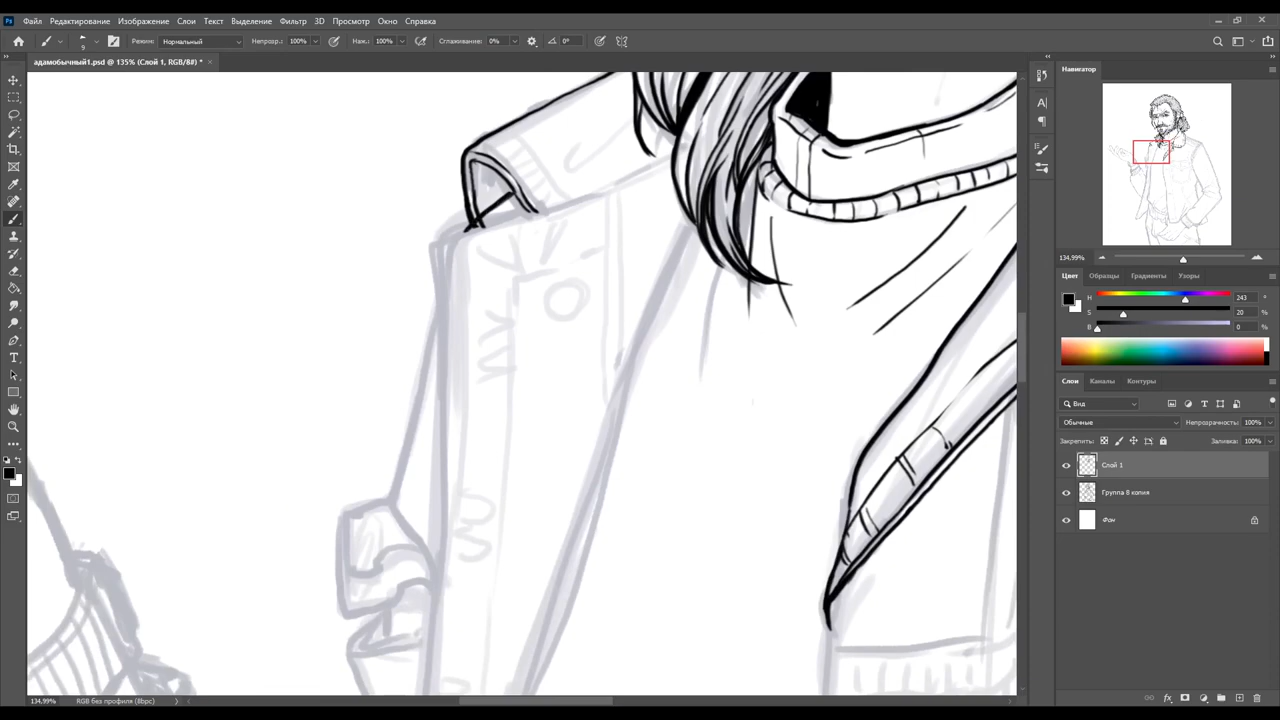 Ps Файл Редактирование Изображение Слои Текст Выделение Фильтр 3D Просмотр Окно Справка
9 Режим: Нормальный Непрозр.: 100% Наж.: 100% Сглаживание: 0% 0°
адамобычный1.psd @ 135% (Слой 1, RGB/8#) *
Навигатор
134.99%
Цвет Образцы Градиенты Узоры
H 243 °
S 20 %
B 0 %
Слои Каналы Контуры
Вид
Обычные Непрозрачность: 100%
Закрепить: Заливка: 100%
Слой 1
Группа 8 копия
Фон
134.99% RGB без профиля (8bpc)